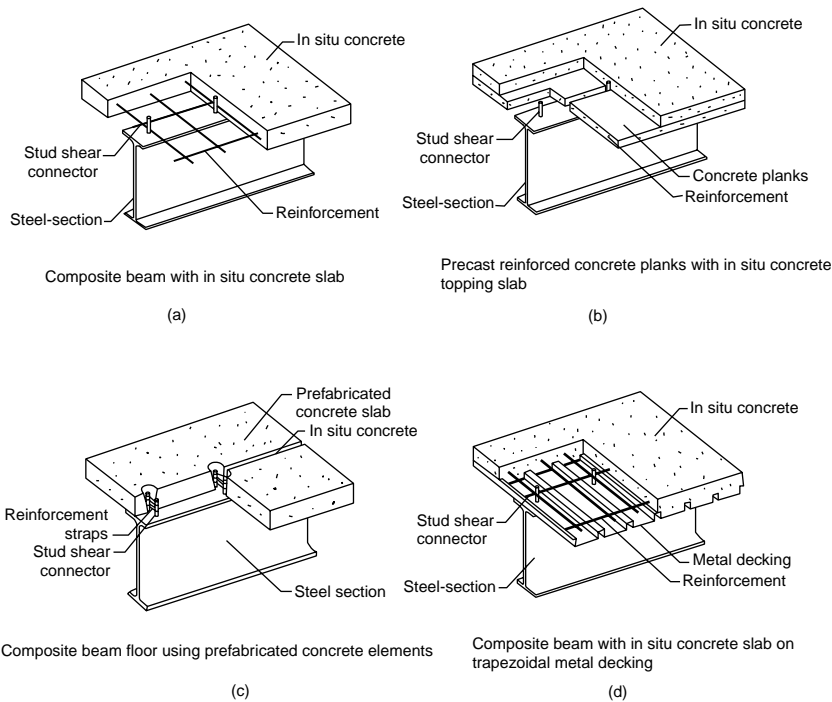 In situ concrete
Stud shear
connector
Steel-section
Reinforcement
Composite beam with in situ concrete slab
(a)
In situ concrete
Stud shear
connector
Concrete planks
Reinforcement
Steel-section
Precast reinforced concrete planks with in situ concrete
topping slab
(b)
Prefabricated
concrete slab
In situ concrete
Reinforcement
straps
Stud shear
connector
Steel section
Composite beam floor using prefabricated concrete elements
(c)
In situ concrete
Stud shear
connector
Metal decking
Reinforcement
Steel-section
Composite beam with in situ concrete slab on
trapezoidal metal decking
(d)